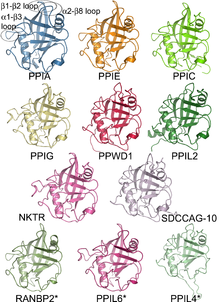 β1-β2 loop
α2-β8 loop
α1-β3
loop
PPIA
PPIE
PPIC
PPIG
PPWD1
PPIL2
NKTR
SDCCAG-10
RANBP2*
PPIL6*
PPIL4*